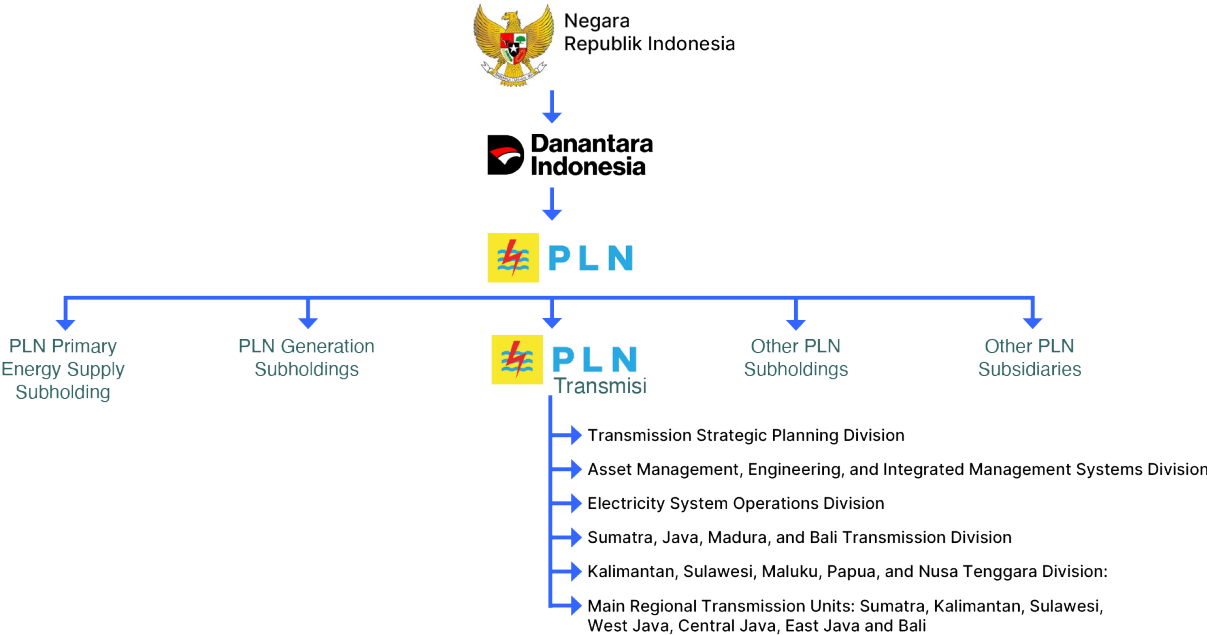 Negara
Republik Indonesia
Danantara
Indonesia
PLN
PLN Primary
Energy Supply
Subholding
PLN Generation
Subholdings
PLN
Transmisi
Other PLN
Subholdings
Other PLN
Subsidiaries
Transmission Strategic Planning Division
Asset Management, Engineering, and Integrated Management Systems Division
Electricity System Operations Division
Sumatra, Java, Madura, and Bali Transmission Division
Kalimantan, Sulawesi, Maluku, Papua, and Nusa Tenggara Division:
Main Regional Transmission Units: Sumatra, Kalimantan, Sulawesi,
West Java, Central Java, East Java and Bali